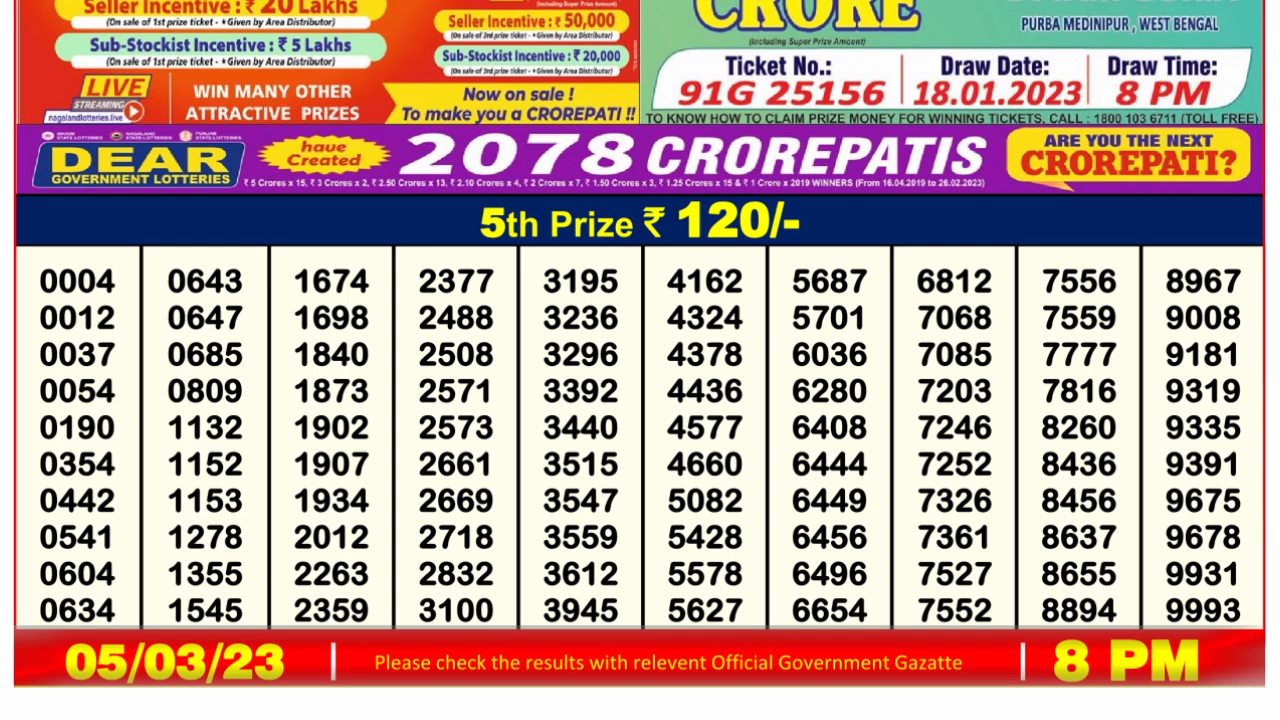 Seller Incentive : ₹ 20 Lakhs
(On sale of 1st prize ticket - *Given by Area Distributor)
Sub-Stockist Incentive : ₹ 5 Lakhs
(On sale of 1st prize ticket - *Given by Area Distributor)
LIVE
STREAMING
nagalandlotteries.live
WIN MANY OTHER
ATTRACTIVE PRIZES
(Including Super Prize Amount)
Seller Incentive : ₹ 50,000
(On sale of 3rd prize ticket - *Given by Area Distributor)
Sub-Stockist Incentive : ₹ 20,000
(On sale of 3rd prize ticket - *Given by Area Distributor)
Now on sale !
To make you a CROREPATI !!
CRORE
(Including Super Prize Amount)
PURBA MEDINIPUR , WEST BENGAL
Ticket No.: Draw Date: Draw Time:
91G 25156 18.01.2023 8 PM
TO KNOW HOW TO CLAIM PRIZE MONEY FOR WINNING TICKETS, CALL : 1800 103 6711 (TOLL FREE)
STATE LOTTERIES NAGALAND STATE LOTTERIES PUNJAB STATE LOTTERIES
DEAR
GOVERNMENT LOTTERIES
have
Created
2078 CROREPATIS
₹ 5 Crores x 15, ₹ 3 Crores x 2, ₹ 2.50 Crores x 13, ₹ 2.10 Crores x 4, ₹ 2 Crores x 7, ₹ 1.50 Crores x 3, ₹ 1.25 Crores x 15 & ₹ 1 Crore x 2019 WINNERS (From 16.04.2019 to 26.02.2023)
ARE YOU THE NEXT
CROREPATI?
5th Prize ₹ 120/-
0004 0643 1674 2377 3195 4162 5687 6812 7556 8967
0012 0647 1698 2488 3236 4324 5701 7068 7559 9008
0037 0685 1840 2508 3296 4378 6036 7085 7777 9181
0054 0809 1873 2571 3392 4436 6280 7203 7816 9319
0190 1132 1902 2573 3440 4577 6408 7246 8260 9335
0354 1152 1907 2661 3515 4660 6444 7252 8436 9391
0442 1153 1934 2669 3547 5082 6449 7326 8456 9675
0541 1278 2012 2718 3559 5428 6456 7361 8637 9678
0604 1355 2263 2832 3612 5578 6496 7527 8655 9931
0634 1545 2359 3100 3945 5627 6654 7552 8894 9993
05/03/23 Please check the results with relevent Official Government Gazatte 8 PM